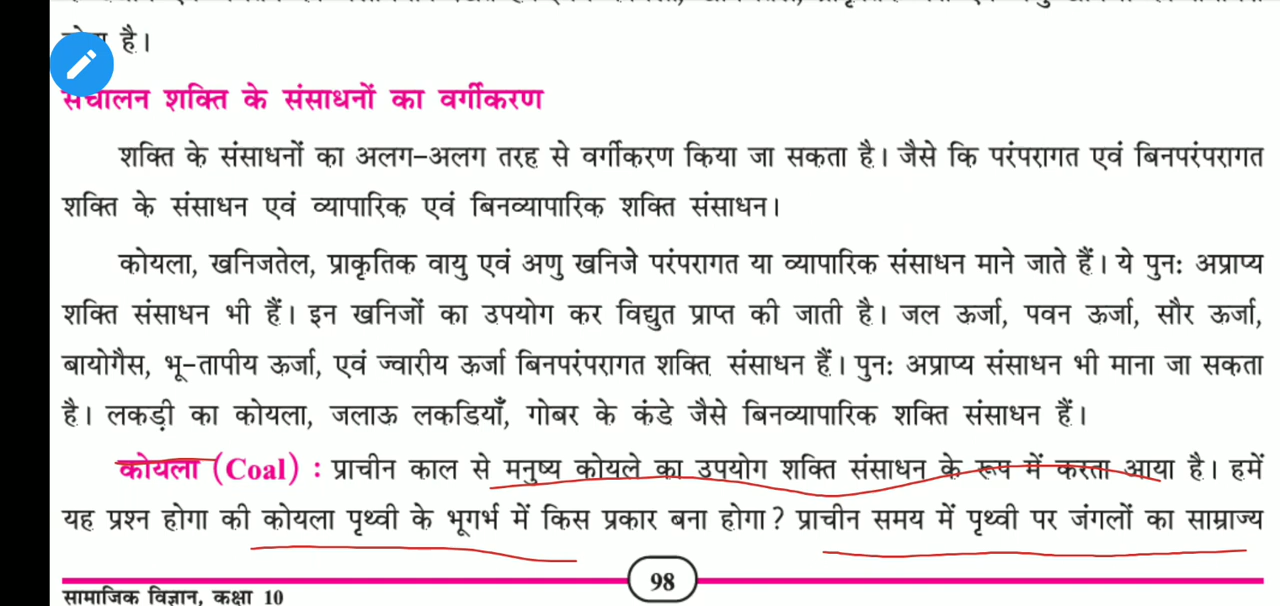 है।
संचालन शक्ति के संसाधनों का वर्गीकरण
शक्ति के संसाधनों का अलग-अलग तरह से वर्गीकरण किया जा सकता है। जैसे कि परंपरागत एवं बिनपरंपरागत
शक्ति के संसाधन एवं व्यापारिक एवं बिनव्यापारिक शक्ति संसाधन।
कोयला, खनिजतेल, प्राकृतिक वायु एवं अणु खनिजे परंपरागत या व्यापारिक संसाधन माने जाते हैं। ये पुनः अप्राप्य
शक्ति संसाधन भी हैं। इन खनिजों का उपयोग कर विद्युत प्राप्त की जाती है। जल ऊर्जा, पवन ऊर्जा, सौर ऊर्जा,
बायोगैस, भू-तापीय ऊर्जा, एवं ज्वारीय ऊर्जा बिनपरंपरागत शक्ति संसाधन हैं। पुनः अप्राप्य संसाधन भी माना जा सकता
है। लकड़ी का कोयला, जलाऊ लकडियाँ, गोबर के कंडे जैसे बिनव्यापारिक शक्ति संसाधन हैं।
कोयला (Coal) : प्राचीन काल से मनुष्य कोयले का उपयोग शक्ति संसाधन के रूप में करता आया है। हमें
यह प्रश्न होगा की कोयला पृथ्वी के भूगर्भ में किस प्रकार बना होगा? प्राचीन समय में पृथ्वी पर जंगलों का साम्राज्य
98
सामाजिक विज्ञान, कक्षा 10